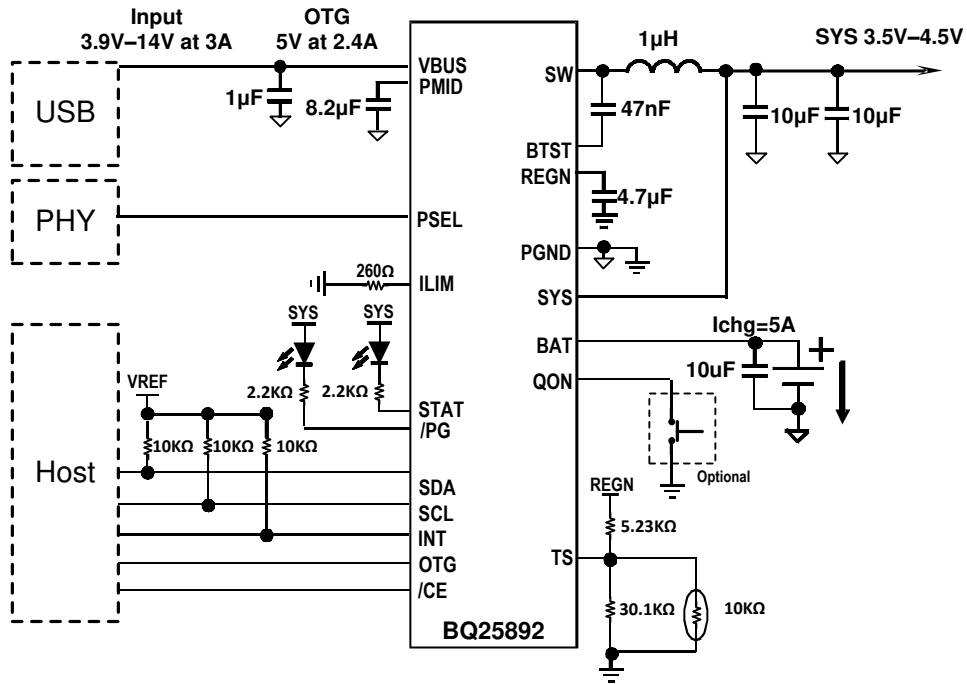 Input
3.9V–14V at 3A
OTG
5V at 2.4A
USB
1µF
8.2µF
VBUS
PMID
SW
1µH
SYS 3.5V–4.5V
47nF
10µF
10µF
BTST
REGN
4.7µF
PHY
PSEL
PGND
260Ω
ILIM
SYS
SYS
SYS
Ichg=5A
BAT
10uF
+
QON
2.2KΩ
2.2KΩ
STAT
/PG
VREF
10KΩ
10KΩ
10KΩ
Host
Optional
SDA
SCL
INT
OTG
/CE
REGN
5.23KΩ
TS
30.1KΩ
10KΩ
BQ25892